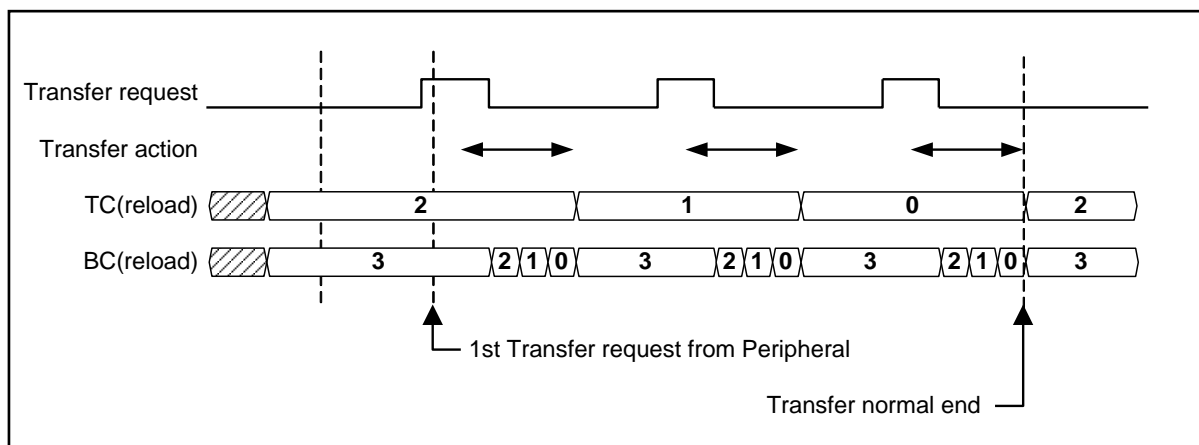 Transfer request
Transfer action
TC(reload) 2 1 0 2
BC(reload) 3 2 1 0 3 2 1 0 3 2 1 0 3
1st Transfer request from Peripheral
Transfer normal end